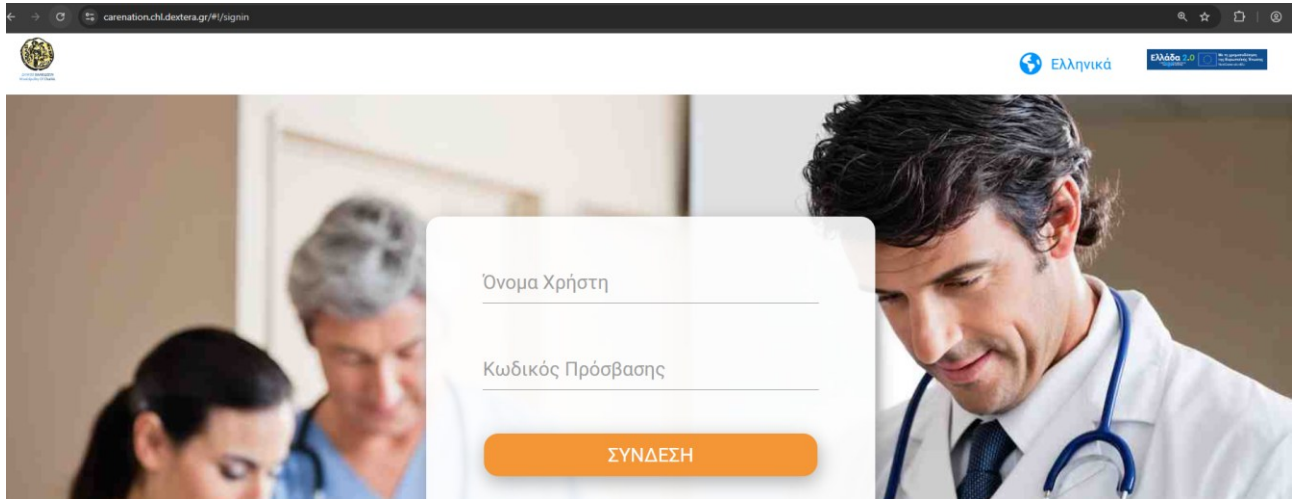 carenation.chl.dextera.gr/#!/signin
Ελληνικά
Ελλάδα 2.0
Όνομα Χρήστη
Κωδικός Πρόσβασης
ΣΥΝΔΕΣΗ